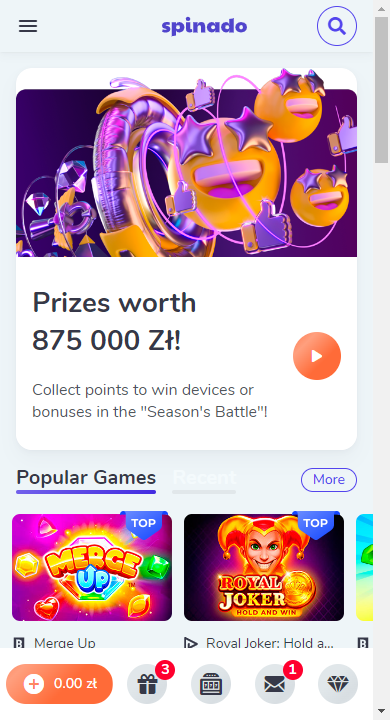 spinado
Prizes worth
875 000 Zł!
Collect points to win devices or
bonuses in the "Season's Battle"!
Popular Games
Recent
More
TOP
TOP
MERGE
UP
ROYAL
JOKER
HOLD AND WIN
Merge Up
Royal Joker: Hold a...
0.00 zł
3
1